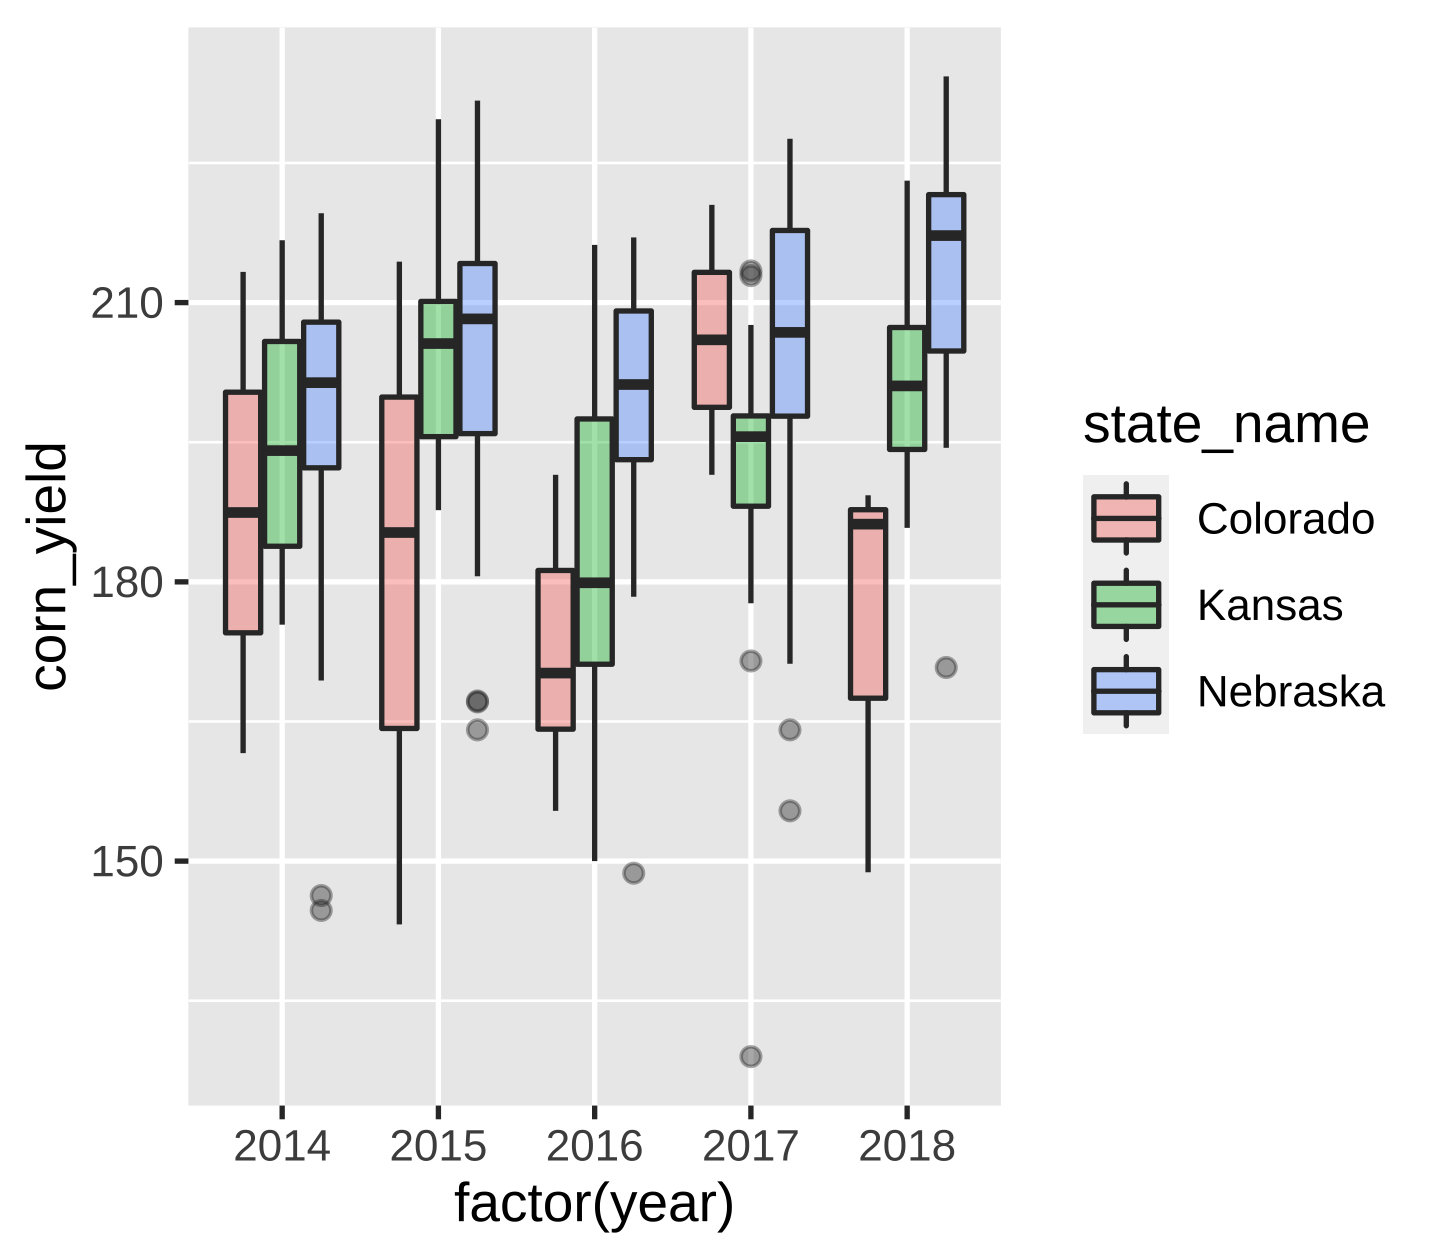 corn_yield
210
180
150
2014 2015 2016 2017 2018
factor(year)
state_name
Colorado
Kansas
Nebraska